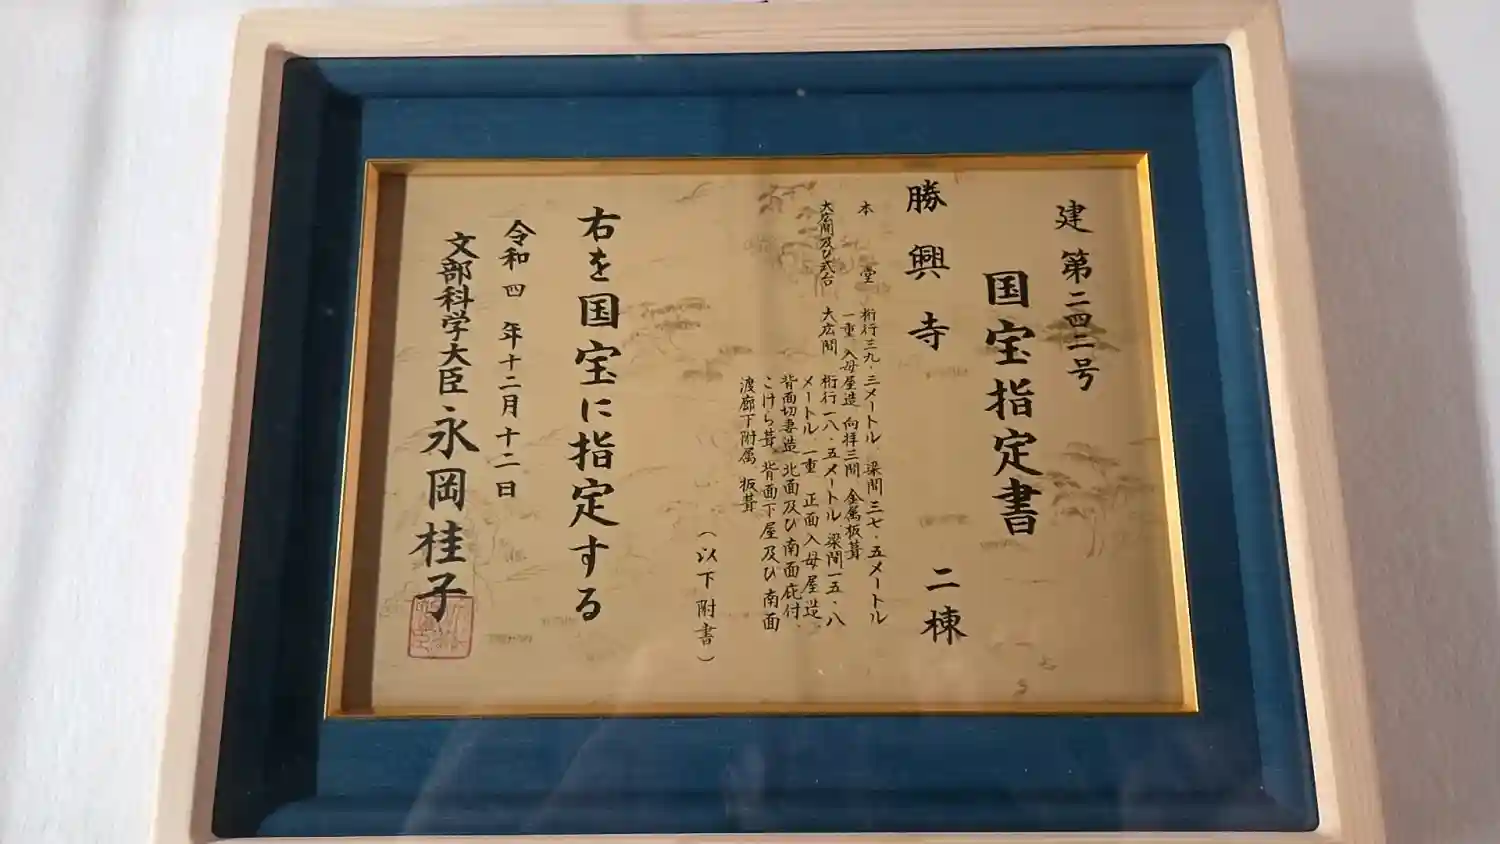 建第二四二号
国宝指定書
勝興寺 二棟
本堂 桁行三九・三メートル、梁間三七・五メートル、
一重、入母屋造、向拝三間、金属板葺
大広間及び式台 大広間 桁行一八・五メートル、梁間一五・八
メートル、一重、正面入母屋造、
背面切妻造、北面及び南面庇付、
こけら葺、背面下屋及び南面
渡廊下附属、板葺
（以下附書）
右を国宝に指定する
令和四年十二月十二日
文部科学大臣 永岡桂子